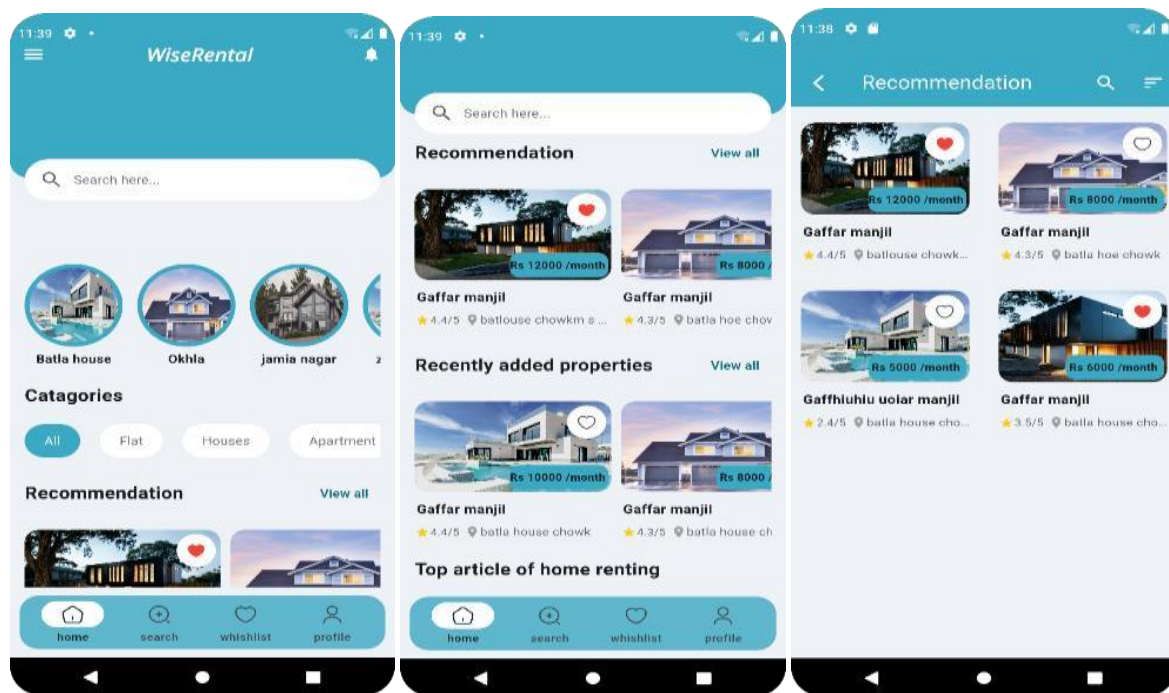 11:39
WiseRental
Search here...
Batla house
Okhla
jamia nagar
Catagories
All
Flat
Houses
Apartment
Recommendation
View all
home
search
whishlist
profile
11:39
Search here...
Recommendation
View all
Rs 12000 /month
Rs 8000 /
Gaffar manjil
Gaffar manjil
4.4/5 batlouse chowkm s ...
4.3/5 batla hoe chow
Recently added properties
View all
Rs 10000 /month
Rs 8000 /
Gaffar manjil
Gaffar manjil
4.4/5 batla house chowk
4.3/5 batla house ch
Top article of home renting
home
search
whishlist
profile
11:38
Recommendation
Rs 12000 /month
Rs 8000 /month
Gaffar manjil
Gaffar manjil
4.4/5 batlouse chowk...
4.3/5 batla hoe chowk
Rs 5000 /month
Rs 6000 /month
Gaffhiuhiu uoiar manjil
Gaffar manjil
2.4/5 batla house cho...
3.5/5 batla house cho...